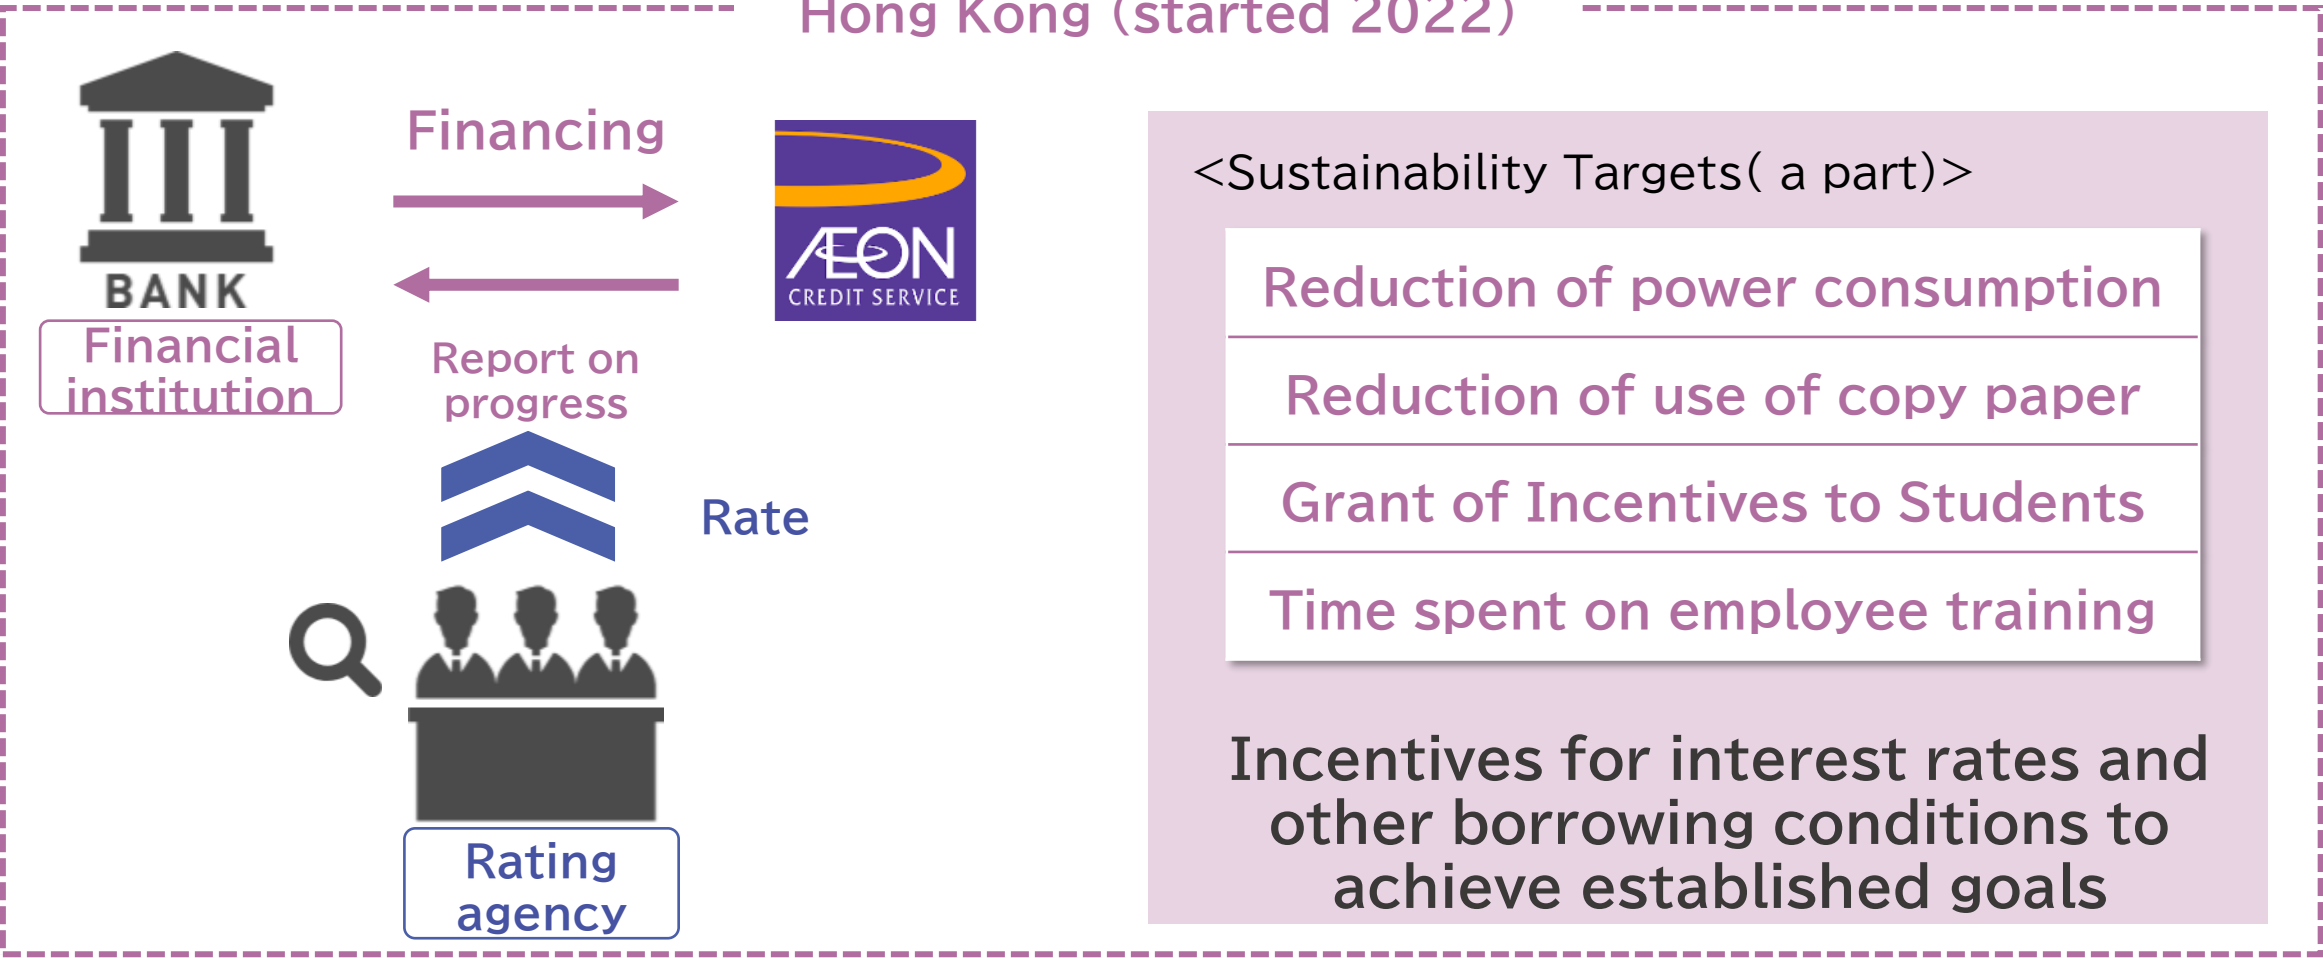 Hong Kong (started 2022)
BANK
Financial
institution
Financing
Report on
progress
ÆON
CREDIT SERVICE
Rate
Rating
agency
<Sustainability Targets( a part)>
Reduction of power consumption
Reduction of use of copy paper
Grant of Incentives to Students
Time spent on employee training
Incentives for interest rates and
other borrowing conditions to
achieve established goals